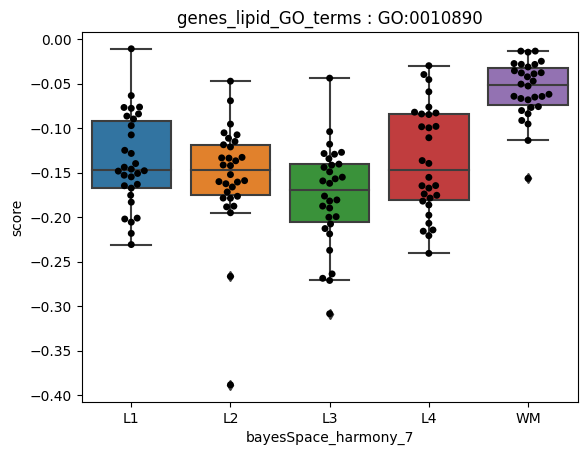 genes_lipid_GO_terms : GO:0010890
0.00
−0.05
−0.10
−0.15
−0.20
−0.25
−0.30
−0.35
−0.40
score
L1 L2 L3 L4 WM
bayesSpace_harmony_7